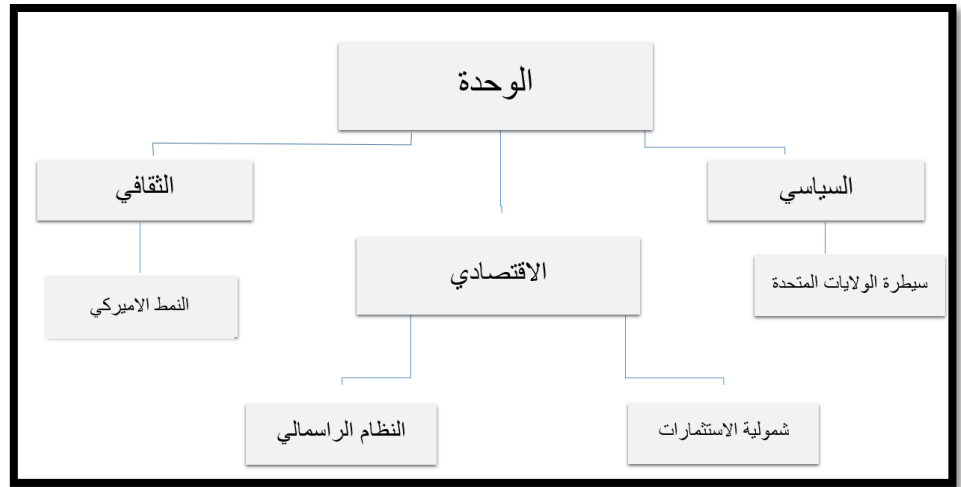 الوحدة
السياسي
الثقافي
الاقتصادي
سيطرة الولايات المتحدة
النمط الاميركي
شمولية الاستثمارات
النظام الراسمالي